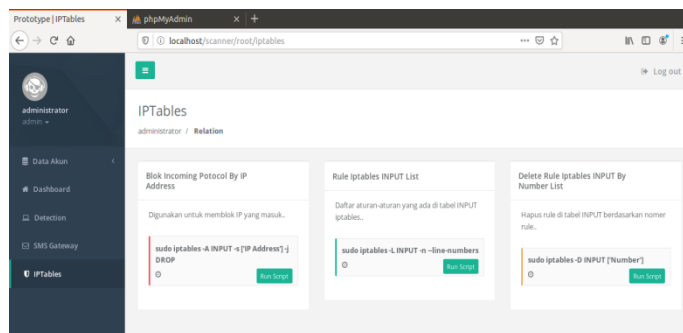 Prototype | IPTables
phpMyAdmin
localhost/scanner/root/iptables
Log out
administrator
admin
IPTables
administrator / Relation
Data Akun
Dashboard
Detection
SMS Gateway
IPTables
Blok Incoming Potocol By IP
Address
Digunakan untuk memblok IP yang masuk..
sudo iptables -A INPUT -s ['IP Address'] -j
DROP
Run Script
Rule Iptables INPUT List
Daftar aturan-aturan yang ada di tabel INPUT
iptables..
sudo iptables -L INPUT -n --line-numbers
Run Script
Delete Rule Iptables INPUT By
Number List
Hapus rule di tabel INPUT berdasarkan nomer
rule..
sudo iptables -D INPUT ['Number']
Run Script